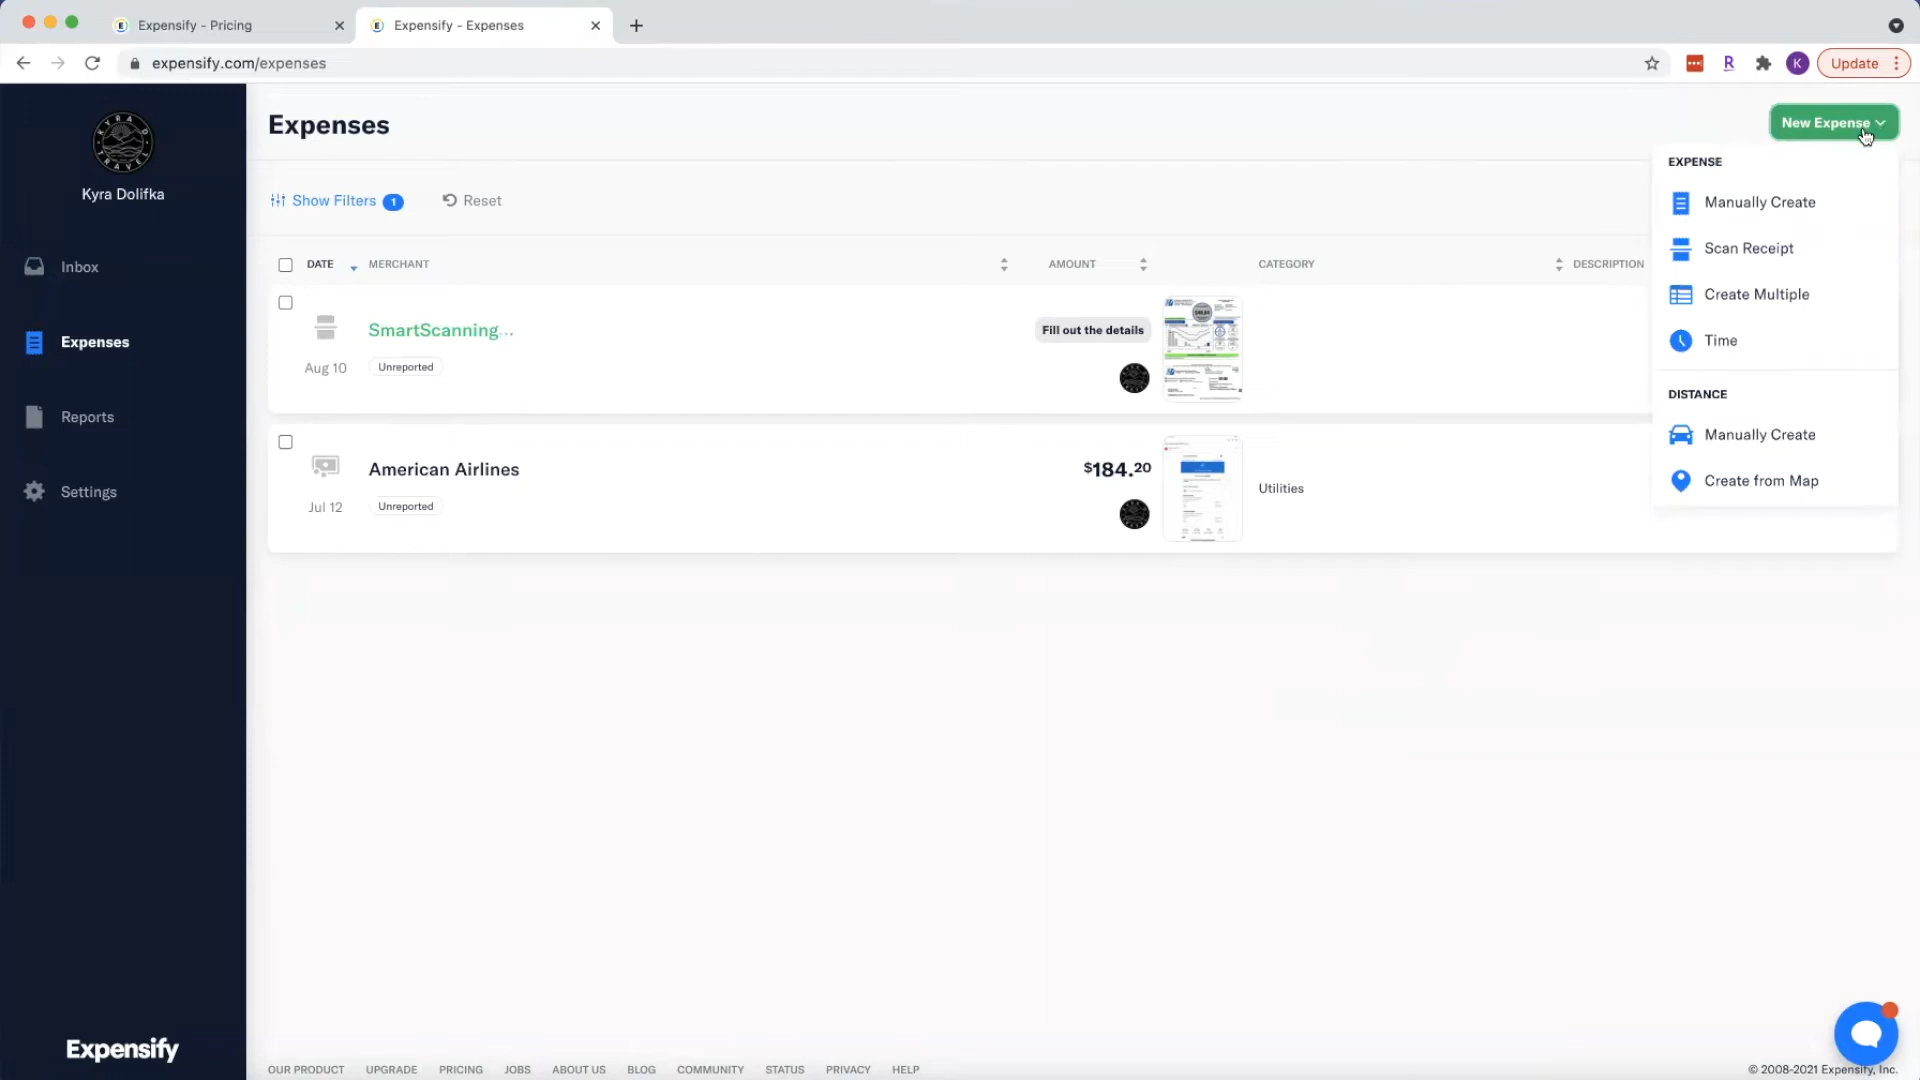 Expensify - Pricing
Expensify - Expenses
expensify.com/expenses
R
K
Update
KYRA D
TRAVEL
Kyra Dolifka
Inbox
Expenses
Reports
Settings
Expensify
Expenses
New Expense
Show Filters 1
Reset
DATE MERCHANT AMOUNT CATEGORY DESCRIPTION
SmartScanning...
Fill out the details
Aug 10 Unreported
American Airlines
$184.20
Utilities
Jul 12 Unreported
EXPENSE
Manually Create
Scan Receipt
Create Multiple
Time
DISTANCE
Manually Create
Create from Map
OUR PRODUCT UPGRADE PRICING JOBS ABOUT US BLOG COMMUNITY STATUS PRIVACY HELP
© 2008-2021 Expensify, Inc.